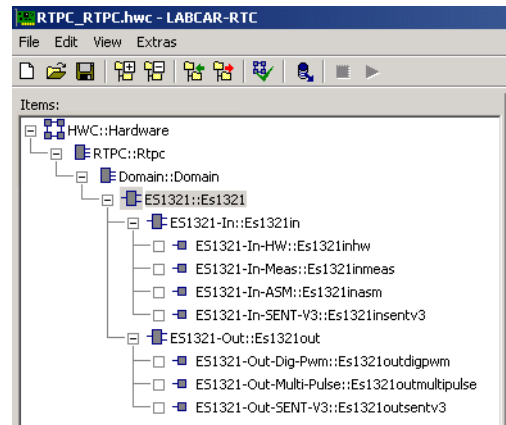 RTPC_RTPC.hwc - LABCAR-RTC
File Edit View Extras
Items:
HWC::Hardware
RTPC::Rtpc
Domain::Domain
ES1321::Es1321
ES1321-In::Es1321in
ES1321-In-HW::Es1321inhw
ES1321-In-Meas::Es1321inmeas
ES1321-In-ASM::Es1321inasm
ES1321-In-SENT-V3::Es1321insentv3
ES1321-Out::Es1321out
ES1321-Out-Dig-Pwm::Es1321outdigpwm
ES1321-Out-Multi-Pulse::Es1321outmultipulse
ES1321-Out-SENT-V3::Es1321outsentv3